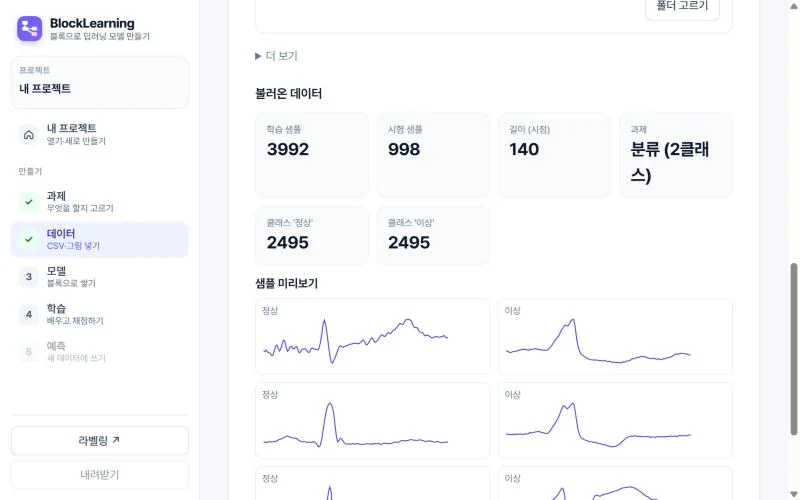 BlockLearning
블록으로 딥러닝 모델 만들기
프로젝트
내 프로젝트
내 프로젝트
열기·새로 만들기
만들기
과제
무엇을 할지 고르기
데이터
CSV·그림 넣기
3
모델
블록으로 쌓기
4
학습
배우고 채점하기
5
예측
새 데이터에 쓰기
라벨링 ↗
내려받기
폴더 고르기
▶ 더 보기
불러온 데이터
학습 샘플
3992
시험 샘플
998
길이 (시점)
140
과제
분류 (2클래
스)
클래스 '정상'
2495
클래스 '이상'
2495
샘플 미리보기
정상
이상
정상
이상
정상
이상